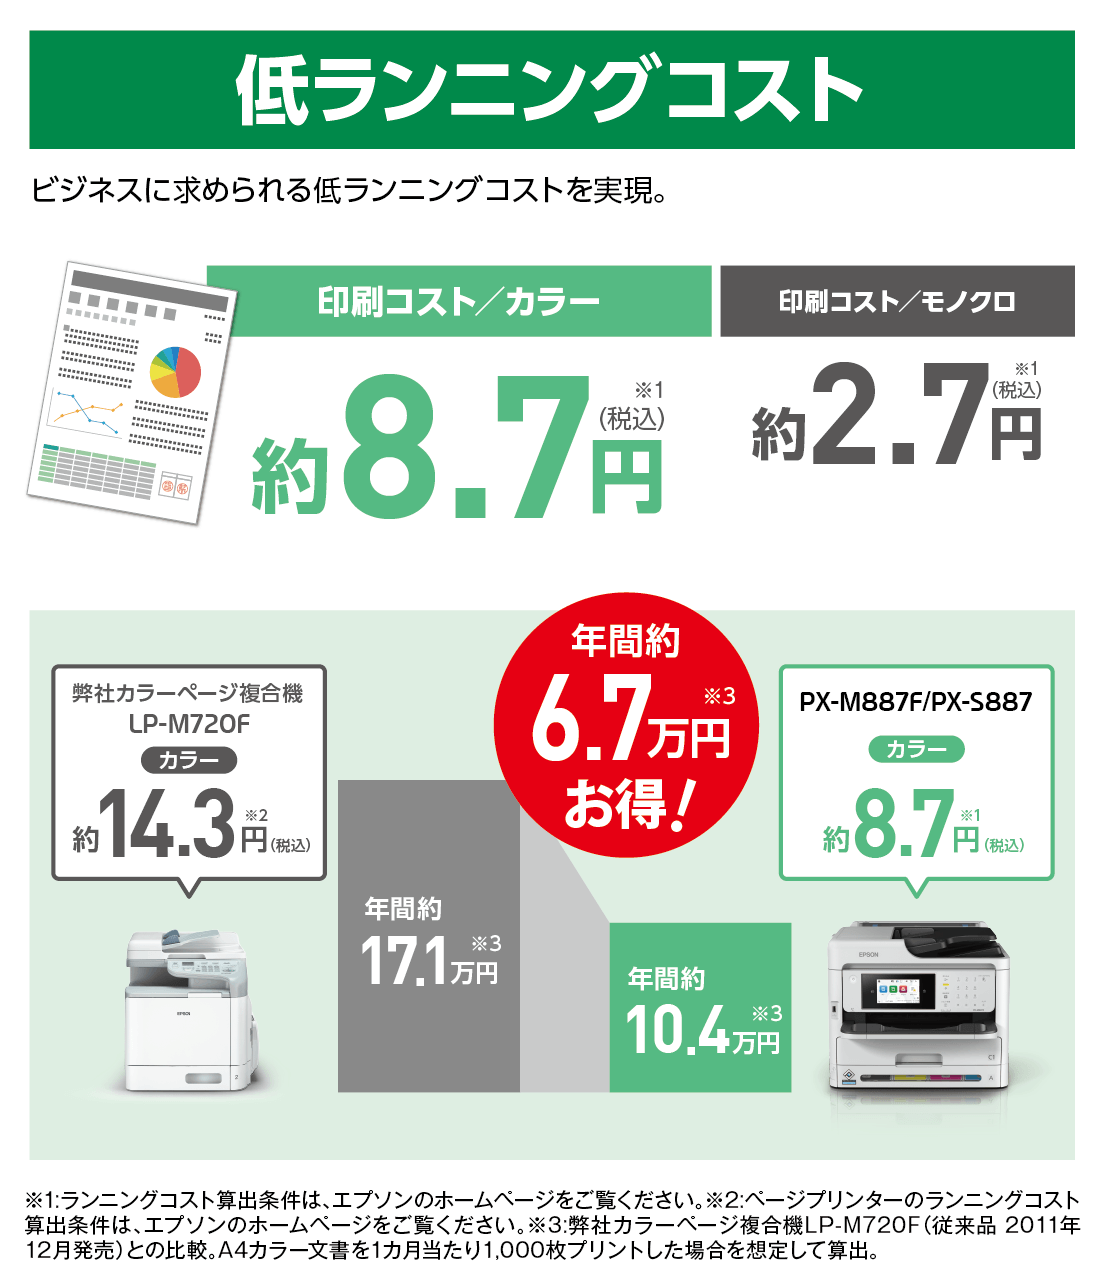 低ランニングコスト
ビジネスに求められる低ランニングコストを実現。
印刷コスト／カラー
約8.7円 ※1 (税込)
印刷コスト／モノクロ
約2.7円 ※1 (税込)
年間約
6.7万円 ※3
お得！
弊社カラーページ複合機
LP-M720F
カラー
約14.3円 ※2 (税込)
PX-M887F/PX-S887
カラー
約8.7円 ※1 (税込)
年間約
17.1万円 ※3
年間約
10.4万円 ※3
EPSON
2
EPSON
C1
A
※1:ランニングコスト算出条件は、エプソンのホームページをご覧ください。※2:ページプリンターのランニングコスト
算出条件は、エプソンのホームページをご覧ください。※3:弊社カラーページ複合機LP-M720F（従来品 2011年
12月発売）との比較。A4カラー文書を1カ月当たり1,000枚プリントした場合を想定して算出。